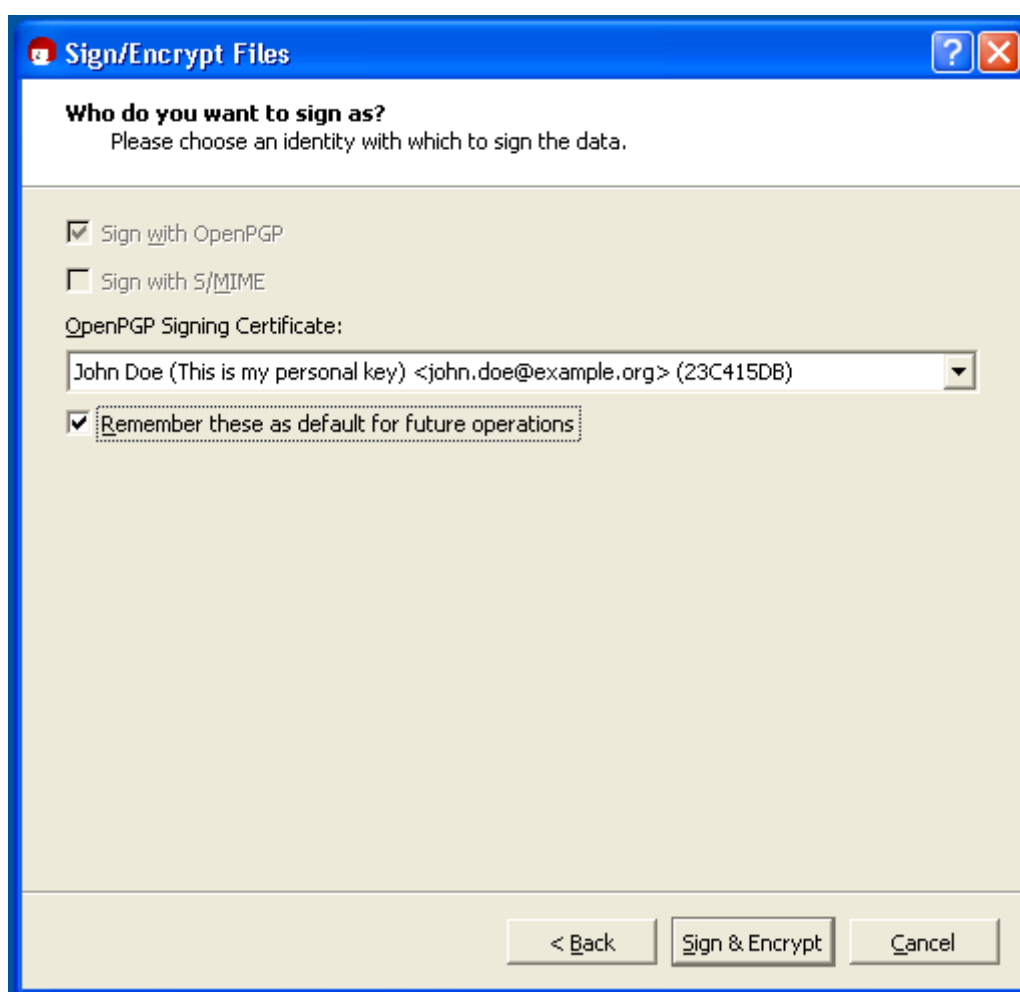 Sign/Encrypt Files
Who do you want to sign as?
Please choose an identity with which to sign the data.
Sign with OpenPGP
Sign with S/MIME
OpenPGP Signing Certificate:
John Doe (This is my personal key) <john.doe@example.org> (23C415DB)
Remember these as default for future operations
< Back Sign & Encrypt Cancel